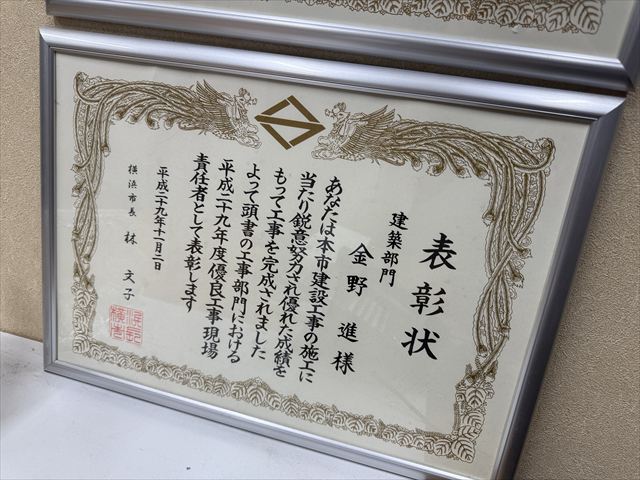 表彰状
建築部門
金野 進 様
あなたは本市建設工事の施工に
当たり鋭意努力され優れた成績を
もって工事を完成されました
よって頭書の工事部門における
平成二十九年度優良工事現場
責任者として表彰します
平成二十九年十一月二日
横浜市長 林 文子